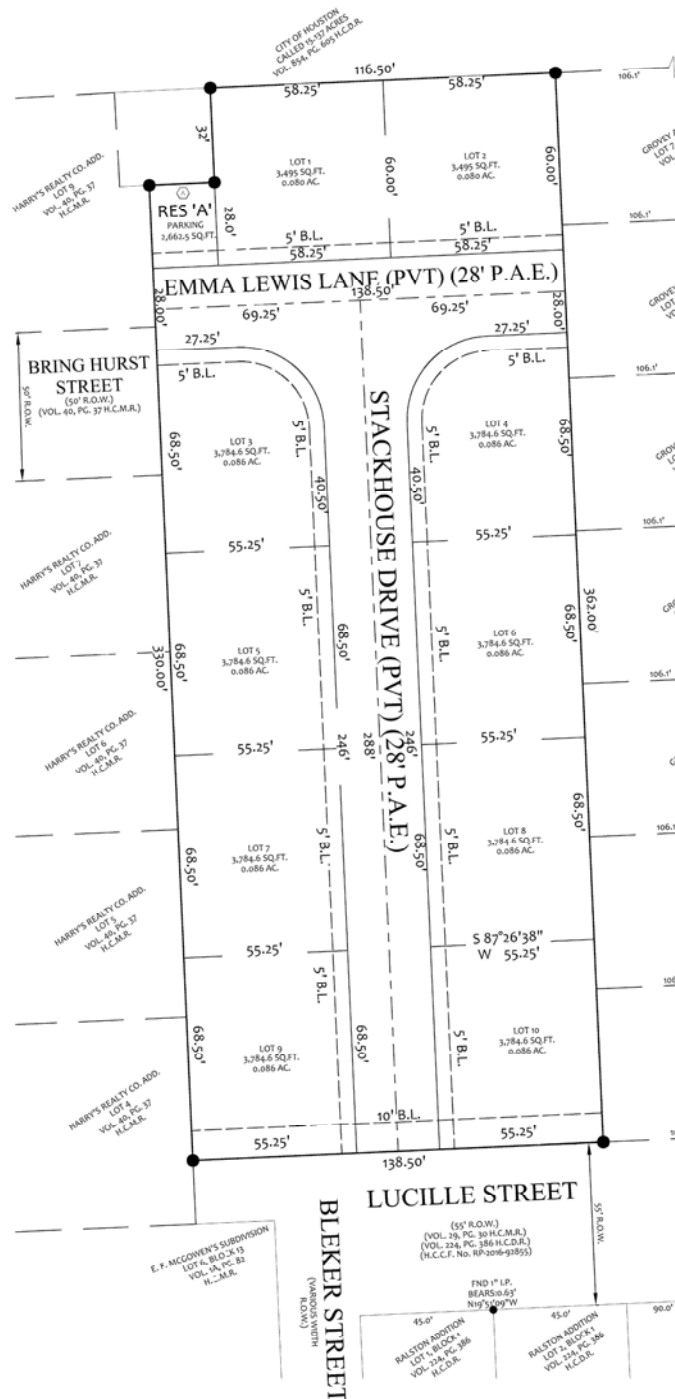 CITY OF HOUSTON
CALLED 15.137 ACRES
VOL. 854, PG. 605 H.C.D.R.
116.50'
58.25'
58.25'
106.1'
32'
LOT 1
3,495 SQ.FT.
0.080 AC.
60.00'
LOT 2
3,495 SQ.FT.
0.080 AC.
60.00'
HARRY'S REALTY CO. ADD.
LOT 9
VOL. 40, PG. 37
H.C.M.R.
A
RES 'A'
PARKING
2,662.5 SQ.FT.
28.0'
5' B.L.
58.25'
5' B.L.
58.25'
106.1'
EMMA LEWIS LANE (PVT) (28' P.A.E.)
138.50'
28.00'
69.25'
69.25'
28.00'
27.25'
27.25'
5' B.L.
5' B.L.
BRING HURST
STREET
(50' R.O.W.)
(VOL. 40, PG. 37 H.C.M.R.)
50' R.O.W.
106.1'
68.50'
LOT 3
3,784.6 SQ.FT.
0.086 AC.
5' B.L.
40.50'
STACKHOUSE DRIVE (PVT) (28' P.A.E.)
40.50'
5' B.L.
LOT 4
3,784.6 SQ.FT.
0.086 AC.
68.50'
55.25'
55.25'
106.1'
HARRY'S REALTY CO. ADD.
LOT 7
VOL. 40, PG. 37
H.C.M.R.
330.00'
68.50'
LOT 5
3,784.6 SQ.FT.
0.086 AC.
5' B.L.
68.50'
5' B.L.
LOT 6
3,784.6 SQ.FT.
0.086 AC.
68.50'
362.00'
106.1'
HARRY'S REALTY CO. ADD.
LOT 6
VOL. 40, PG. 37
H.C.M.R.
55.25'
246'
288'
246'
55.25'
68.50'
LOT 7
3,784.6 SQ.FT.
0.086 AC.
5' B.L.
68.50'
5' B.L.
LOT 8
3,784.6 SQ.FT.
0.086 AC.
68.50'
106.1'
HARRY'S REALTY CO. ADD.
LOT 5
VOL. 40, PG. 37
H.C.M.R.
55.25'
S 87°26'38"
W 55.25'
5' B.L.
68.50'
LOT 9
3,784.6 SQ.FT.
0.086 AC.
68.50'
5' B.L.
LOT 10
3,784.6 SQ.FT.
0.086 AC.
HARRY'S REALTY CO. ADD.
LOT 4
VOL. 40, PG. 37
H.C.M.R.
10' B.L.
55.25'
55.25'
138.50'
LUCILLE STREET
(55' R.O.W.)
(VOL. 29, PG. 30 H.C.M.R.)
(VOL. 224, PG. 386 H.C.D.R.)
(H.C.C.F. No. RP-2016-92855)
55' R.O.W.
BLEKER STREET
(VARIOUS WIDTH
R.O.W.)
E. F. MCGOWEN'S SUBDIVISION
LOT 6, BLOCK 13
VOL. 1A, PG. 82
H.C.M.R.
FND 1" I.P.
BEARS:0.63'
N19°51'09"W
45.0'
45.0'
90.0'
RALSTON ADDITION
LOT 1, BLOCK 1
VOL. 224, PG. 386
H.C.D.R.
RALSTON ADDITION
LOT 2, BLOCK 1
VOL. 224, PG. 386
H.C.D.R.